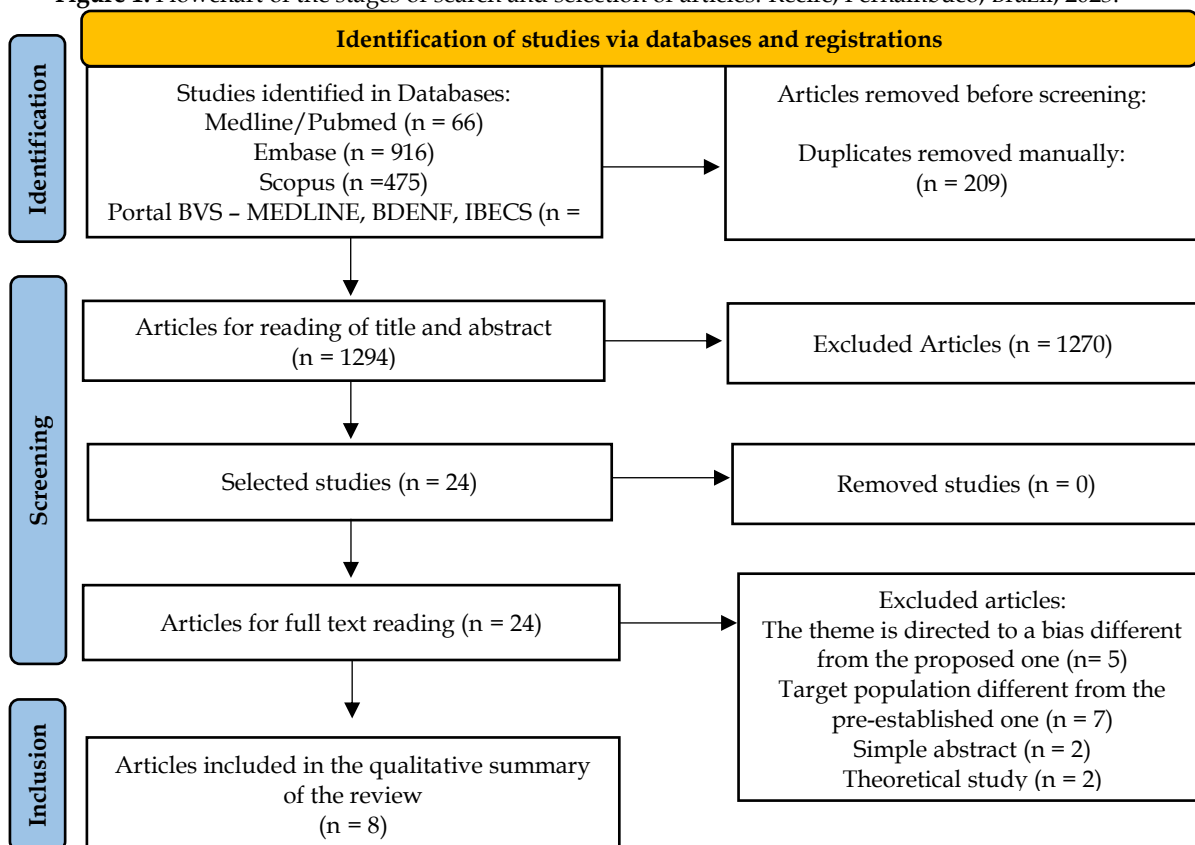 Figure 1. Flowchart of the stages of search and selection of articles. Recife, Pernambuco, Brazil, 2023.
Identification of studies via databases and registrations
Identification
Studies identified in Databases:
Medline/Pubmed (n = 66)
Embase (n = 916)
Scopus (n =475)
Portal BVS – MEDLINE, BDENF, IBECS (n =
Articles removed before screening:
Duplicates removed manually:
(n = 209)
Screening
Articles for reading of title and abstract
(n = 1294)
Excluded Articles (n = 1270)
Selected studies (n = 24)
Removed studies (n = 0)
Articles for full text reading (n = 24)
Excluded articles:
The theme is directed to a bias different
from the proposed one (n= 5)
Target population different from the
pre-established one (n = 7)
Simple abstract (n = 2)
Theoretical study (n = 2)
Inclusion
Articles included in the qualitative summary
of the review
(n = 8)